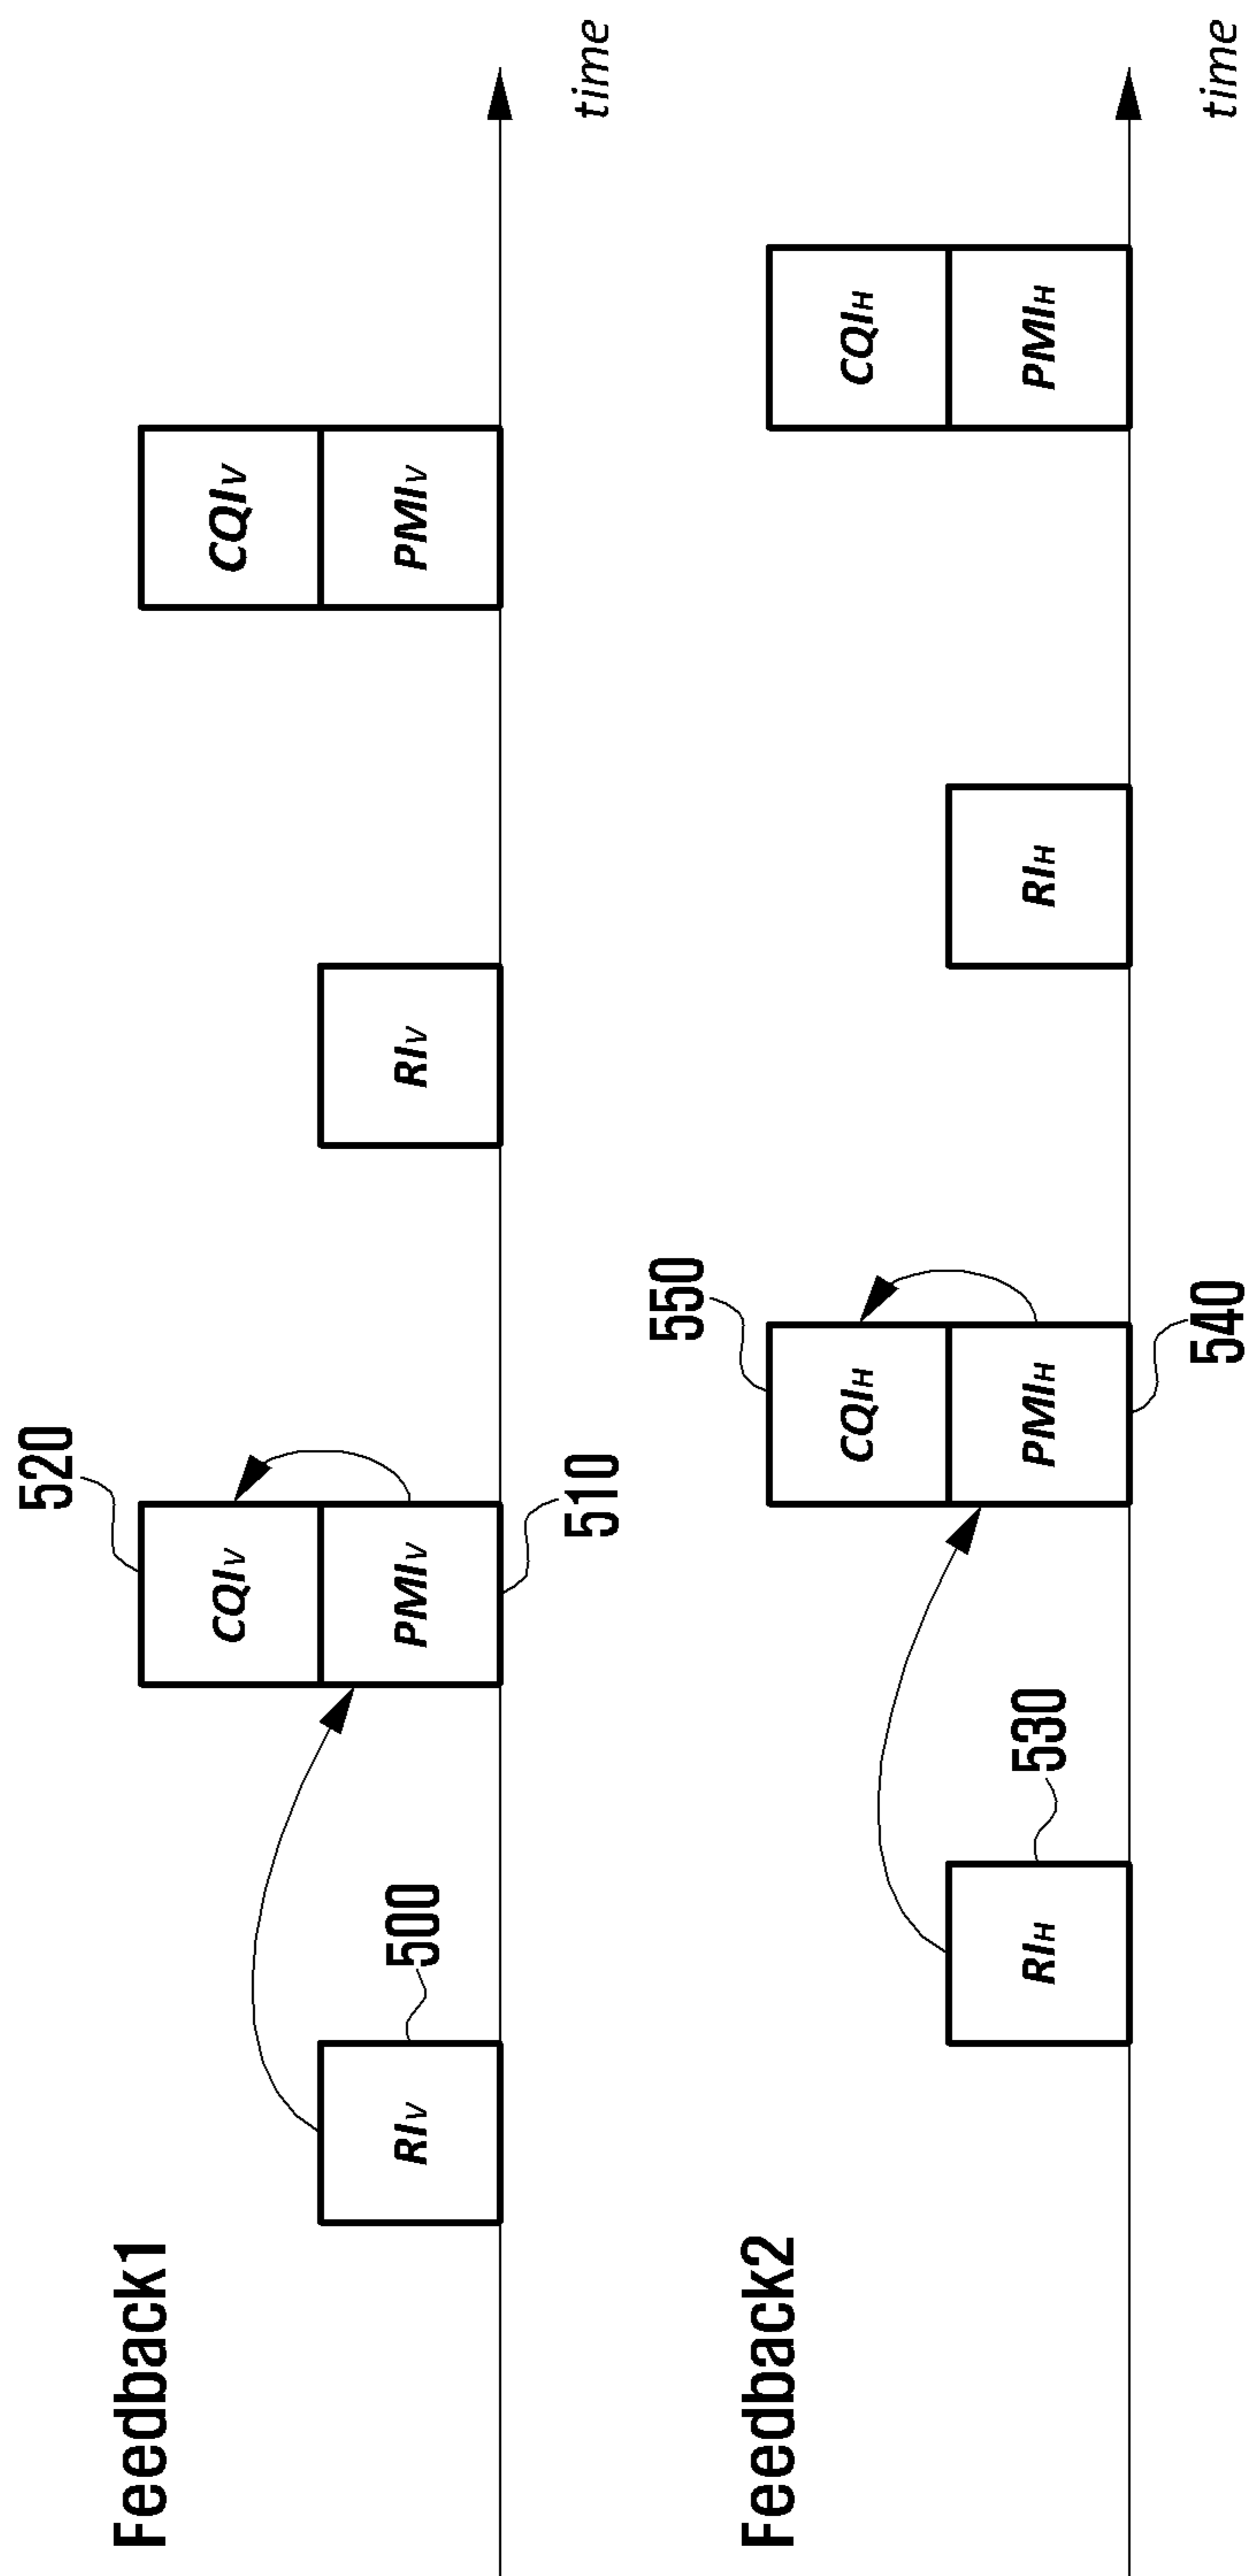 Feedback1
520
CQIV
CQIV
500
RIV
PMIV
RIV
PMIV
510
time
Feedback2
550
CQIH
CQIH
530
RIH
PMIH
RIH
PMIH
540
time